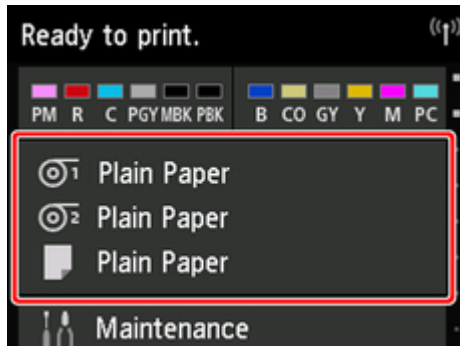 Ready to print.
PM R C PGY MBK PBK B CO GY Y M PC
1 Plain Paper
2 Plain Paper
Plain Paper
Maintenance